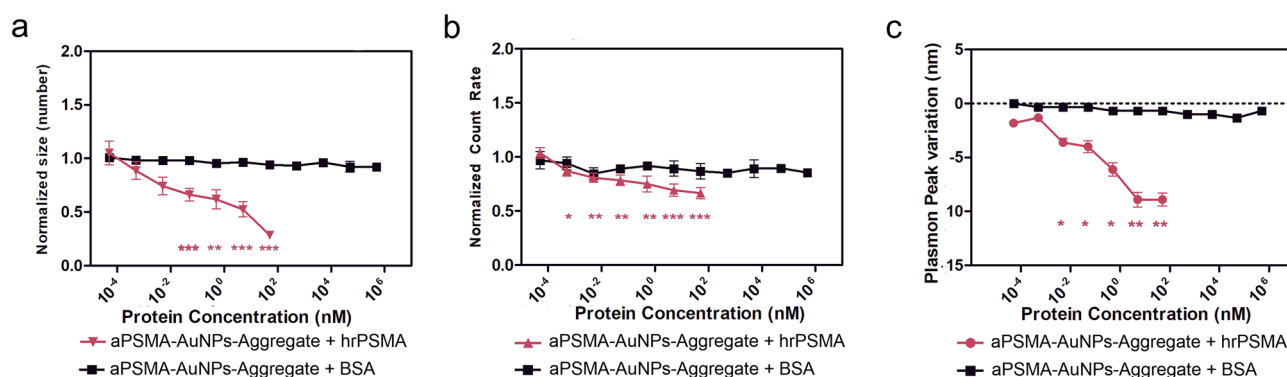 a
2.0
1.5
1.0
0.5
0.0
Normalized size (number)
*** ** *** ***
10-4 10-2 100 102 104 106
Protein Concentration (nM)
aPSMA-AuNPs-Aggregate + hrPSMA
aPSMA-AuNPs-Aggregate + BSA
b
2.0
1.5
1.0
0.5
0.0
Normalized Count Rate
* ** ** ** *** ***
10-4 10-2 100 102 104 106
Protein Concentration (nM)
aPSMA-AuNPs-Aggregate + hrPSMA
aPSMA-AuNPs-Aggregate + BSA
c
5
0
-5
10
-15
Plasmon Peak variation (nm)
* * * ** **
10-4 10-2 100 102 104 106
Protein Concentration (nM)
aPSMA-AuNPs-Aggregate + hrPSMA
aPSMA-AuNPs-Aggregate + BSA